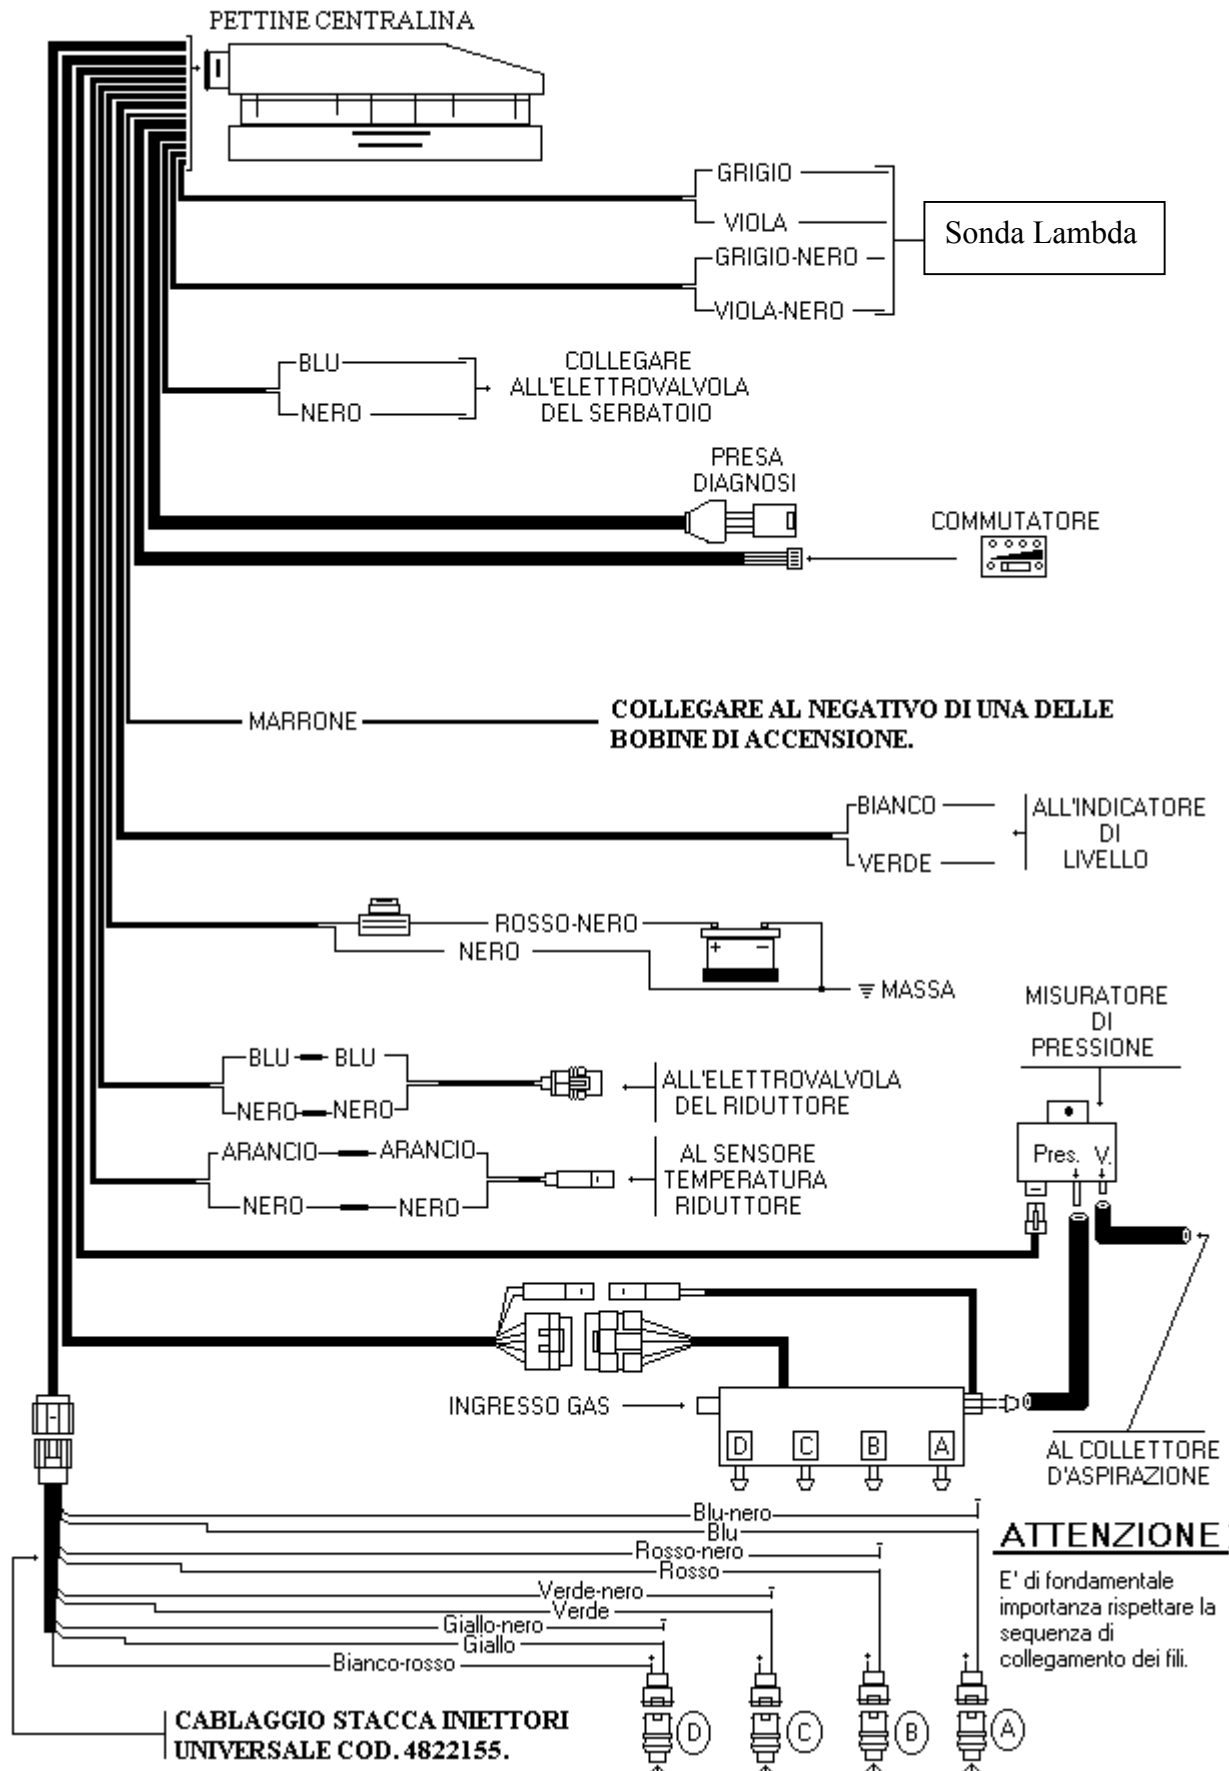 PETTINE CENTRALINA
GRIGIO
VIOLA
GRIGIO-NERO
VIOLA-NERO
Sonda Lambda
BLU
NERO
COLLEGARE
ALL'ELETTROVALVOLA
DEL SERBATOIO
PRESA
DIAGNOSI
COMMUTATORE
MARRONE
COLLEGARE AL NEGATIVO DI UNA DELLE
BOBINE DI ACCENSIONE.
BIANCO
VERDE
ALL'INDICATORE
DI
LIVELLO
ROSSO-NERO
NERO
+ −
MASSA
MISURATORE
DI
PRESSIONE
BLU BLU
NERO NERO
ALL'ELETTROVALVOLA
DEL RIDUTTORE
ARANCIO ARANCIO
NERO NERO
AL SENSORE
TEMPERATURA
RIDUTTORE
Pres. V.
INGRESSO GAS
D C B A
AL COLLETTORE
D'ASPIRAZIONE
Blu-nero
Blu
Rosso-nero
Rosso
Verde-nero
Verde
Giallo-nero
Giallo
Bianco-rosso
ATTENZIONE:
E' di fondamentale
importanza rispettare la
sequenza di
collegamento dei fili.
CABLAGGIO STACCA INIETTORI
UNIVERSALE COD. 4822155.
D C B A